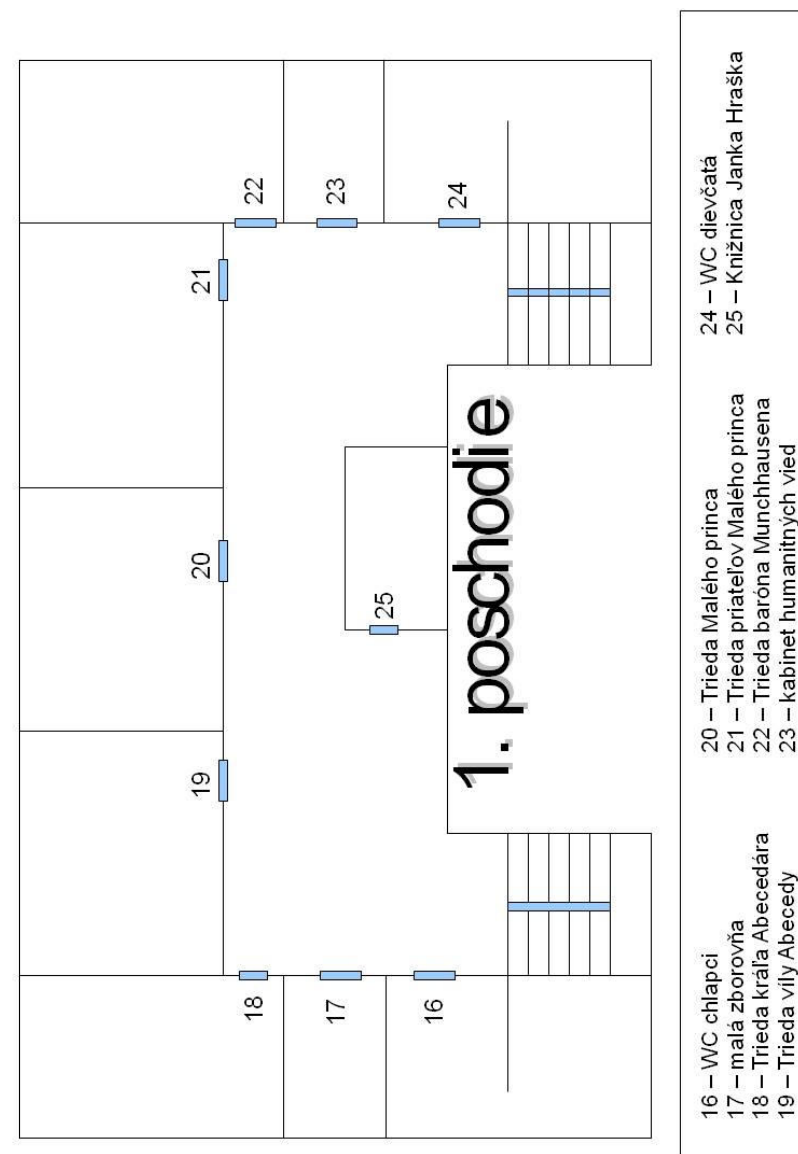 19
20
21
18
22
17
23
25
16
24
1. poschodie
16 – WC chlapci
17 – malá zborovňa
18 – Trieda kráľa Abecedára
19 – Trieda víly Abecedy
20 – Trieda Malého princa
21 – Trieda priateľov Malého princa
22 – Trieda baróna Munchhausena
23 – kabinet humanitných vied
24 – WC dievčatá
25 – Knižnica Janka Hraška